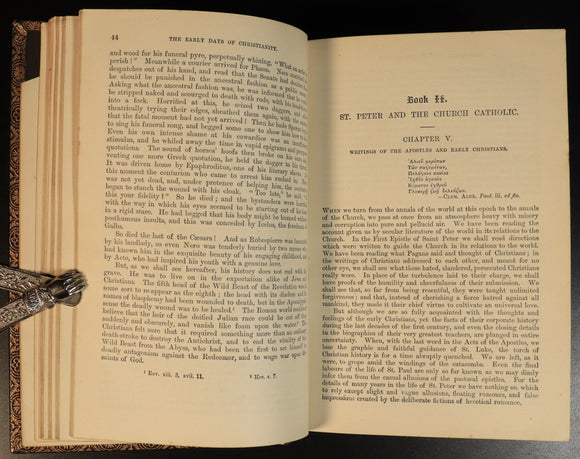 44
THE EARLY DAYS OF CHRISTIANITY.
and wood for his funeral pyre, perpetually whining, "What an artist
perish!" Meanwhile a courier arrived for Phaon. Nero
despatches out of his hand, and read that the Senate had
he should be punished in the ancestral fashion as a public
Asking what the ancestral fashion was, he was informed that he
be stripped naked and scourged to death with rods, with his head
into a fork. Horrified at this, he seized two daggers, and after
theatrically trying their edges, sheathed them again, with the
that the fatal moment had not yet arrived! Then he bade Sporus
to sing his funeral song, and begged some one to show him how to
Even his own intense shame at his cowardice was an insufficient
stimulus, and he whiled away the time in vapid epigrams and pompous
quotations. The sound of horses' hoofs then broke on his ears, and
venting one more Greek quotation, he held the dagger to his throat.
It was driven home by Epaphroditus, one of his literary slaves. At
this moment the centurion who came to arrest him rushed in. Nero
was not yet dead, and, under pretence of helping him, the centurion
began to stanch the wound with his cloak. "Too late," he said; "is
this your fidelity?" So he died; and the bystanders were horrified
in a rigid stare. He had begged that his body might be burned without
posthumous insults, and this was conceded by Icelus, the freedman of
Galba.
So died the last of the Cæsars! And as Robespierre was lamented
by his landlady, so even Nero was tenderly buried by two nurses who
had known him in the exquisite beauty of his engaging childhood, and
by Acte, who had inspired his youth with a genuine love.
But, as we shall see hereafter, his history does not end with his
grave. He was to live on in the expectation alike of Jews and
Christians. The fifth head of the Wild Beast of the Revelation was in
some sort to re-appear as the eighth; the head with its diadem and its
names of blasphemy had been wounded to death, but in the Apocalyptic
sense the deadly wound was to be healed.¹ The Roman world could not
believe that the heir of the deified Julian race could be cut off thus
suddenly and obscurely, and vanish like foam upon the water.² The
Christians felt sure that it required something more than an ordinary
death-stroke to destroy the Antichrist, and to end the vitality of the
Wild Beast from the Abyss, who had been the first to set himself in
deadly antagonism against the Redeemer, and to wage war upon the
saints of God.
¹ Rev. xiii. 3, xvii. 11.
² Hos. x. 7.
Book II.
ST. PETER AND THE CHURCH CATHOLIC.
CHAPTER V.
WRITINGS OF THE APOSTLES AND EARLY CHRISTIANS.
—CLEM. ALEX. Pæd. iii. ad fin.
WHEN we turn from the annals of the world at this epoch to the annals
of the Church, we pass at once from an atmosphere heavy with misery
and corruption into pure and pellucid air. We have been reading the
account given us by secular literature of the world in its relations to the
Church. In the First Epistle of Saint Peter we shall read directions
which were written to guide the Church in its relations to the world.
We have been reading what Pagans said and thought of Christians; in
the writings of Christians addressed to each other, and meant for no
other eye, we shall see what these hated, slandered, persecuted Christians
really were. In place of the turbulence laid to their charge, we shall
have proofs of the humility and cheerfulness of their submission. We
shall see that, so far from being resentful, they were taught unlimited
forgiveness; and that, instead of cherishing a fierce hatred against all
mankind, they made it their chief virtue to cultivate an universal love.
But although we are so fully acquainted with the thoughts and
feelings of the early Christians, yet the facts of their corporate history
during the last decades of the first century, and even the closing details
in the biographies of their very greatest teachers, are plunged in entire
uncertainty. When, with the last word in the Acts of the Apostles, we
lose the graphic and faithful guidance of St. Luke, the torch of
Christian history is for a time abruptly quenched. We are left, as it
were, to grope amid the windings of the catacombs. Even the final
labours of the life of St. Paul are only so far known as we may dimly
infer them from the casual allusions of the pastoral epistles. For the
details of many years in the life of St. Peter we have nothing on which
to rely except slight and vague allusions, floating rumours, and false
impressions created by the deliberate fictions of heretical romance.